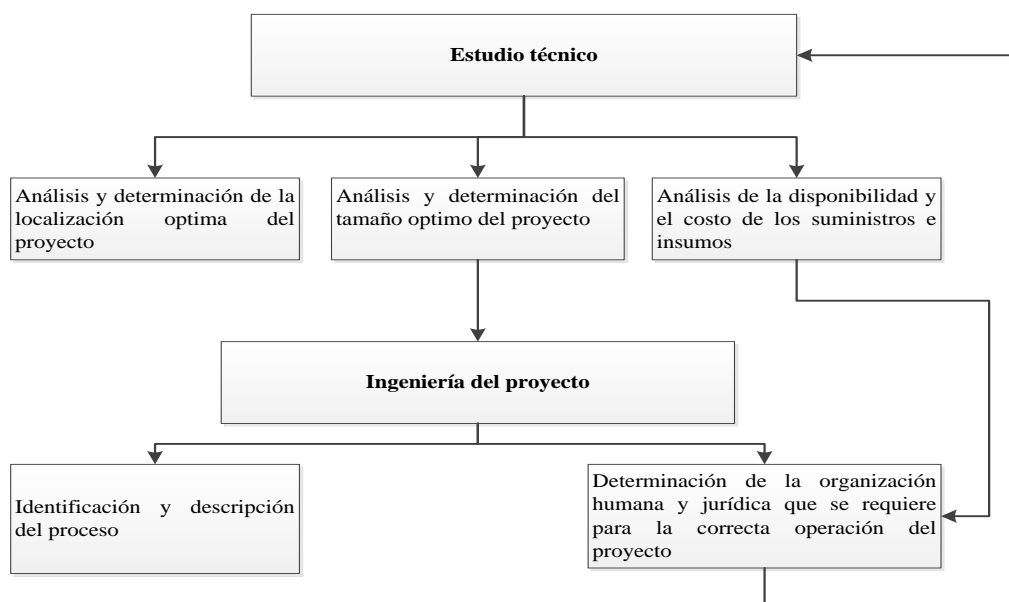 Estudio técnico
Análisis y determinación de la
localización optima del
proyecto
Análisis y determinación del
tamaño optimo del proyecto
Análisis de la disponibilidad y
el costo de los suministros e
insumos
Ingeniería del proyecto
Identificación y descripción
del proceso
Determinación de la organización
humana y jurídica que se requiere
para la correcta operación del
proyecto